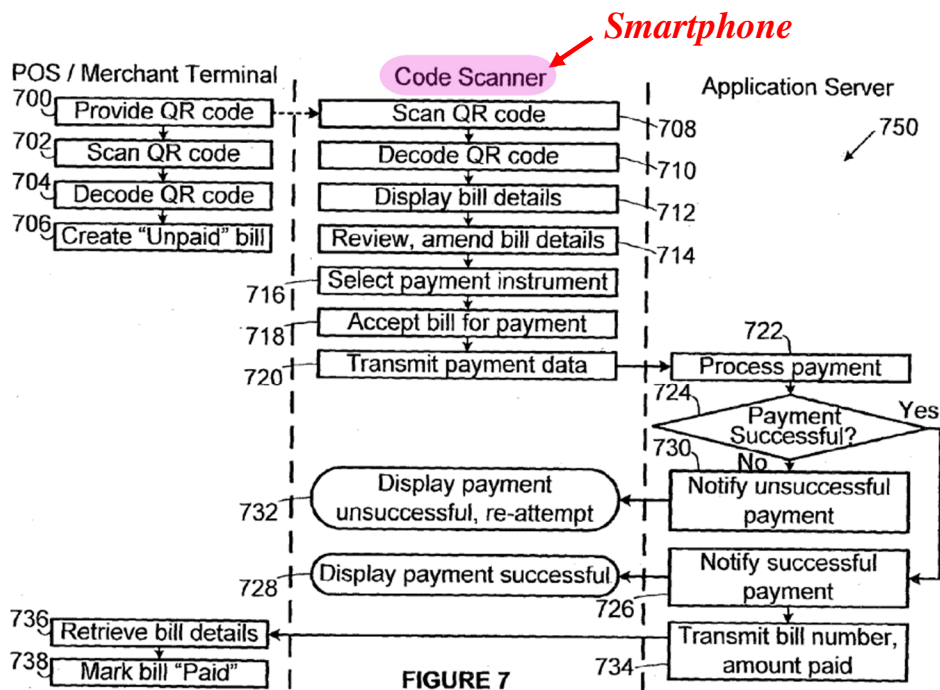 Smartphone
POS / Merchant Terminal
Code Scanner
Application Server
700
Provide QR code
Scan QR code
708
750
702
Scan QR code
Decode QR code
710
704
Decode QR code
Display bill details
712
706
Create “Unpaid” bill
Review, amend bill details
714
716
Select payment instrument
718
Accept bill for payment
722
720
Transmit payment data
Process payment
724
Payment
Successful?
Yes
730
No
Display payment
unsuccessful, re-attempt
732
Notify unsuccessful
payment
Display payment successful
728
Notify successful
payment
726
736
Retrieve bill details
Transmit bill number,
amount paid
734
738
Mark bill “Paid”
FIGURE 7